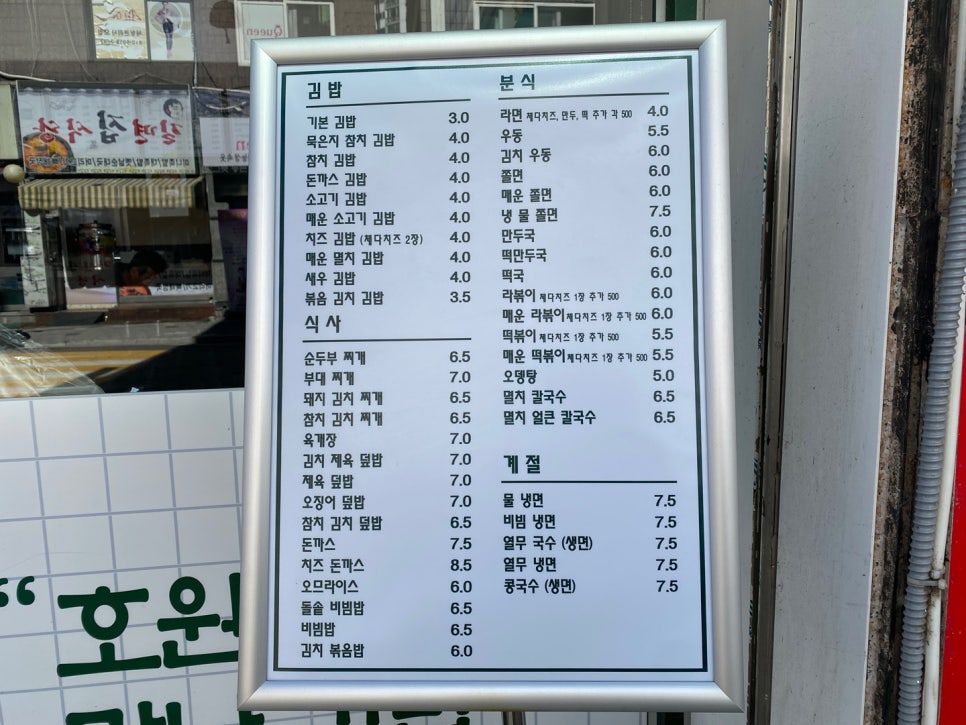 Queen
김밥
기본 김밥 3.0
묵은지 참치 김밥 4.0
참치 김밥 4.0
돈까스 김밥 4.0
소고기 김밥 4.0
매운 소고기 김밥 4.0
치즈 김밥 (체다치즈 2장) 4.0
매운 멸치 김밥 4.0
새우 김밥 4.0
볶음 김치 김밥 3.5
식사
순두부 찌개 6.5
부대 찌개 7.0
돼지 김치 찌개 6.5
참치 김치 찌개 6.5
육개장 7.0
김치 제육 덮밥 7.0
제육 덮밥 7.0
오징어 덮밥 7.0
참치 김치 덮밥 6.5
돈까스 7.5
치즈 돈까스 8.5
오므라이스 6.0
돌솥 비빔밥 6.5
비빔밥 6.5
김치 볶음밥 6.0
분식
라면 체다치즈, 만두, 떡 추가 각 500 4.0
우동 5.5
김치 우동 6.0
쫄면 6.0
매운 쫄면 6.0
냉 물 쫄면 7.5
만두국 6.0
떡만두국 6.0
떡국 6.0
라볶이 체다치즈 1장 추가 500 6.0
매운 라볶이 체다치즈 1장 추가 500 6.0
떡볶이 체다치즈 1장 추가 500 5.5
매운 떡볶이 체다치즈 1장 추가 500 5.5
오뎅탕 5.0
멸치 칼국수 6.5
멸치 얼큰 칼국수 6.5
계절
물 냉면 7.5
비빔 냉면 7.5
열무 국수 (생면) 7.5
열무 냉면 7.5
콩국수 (생면) 7.5
“호원